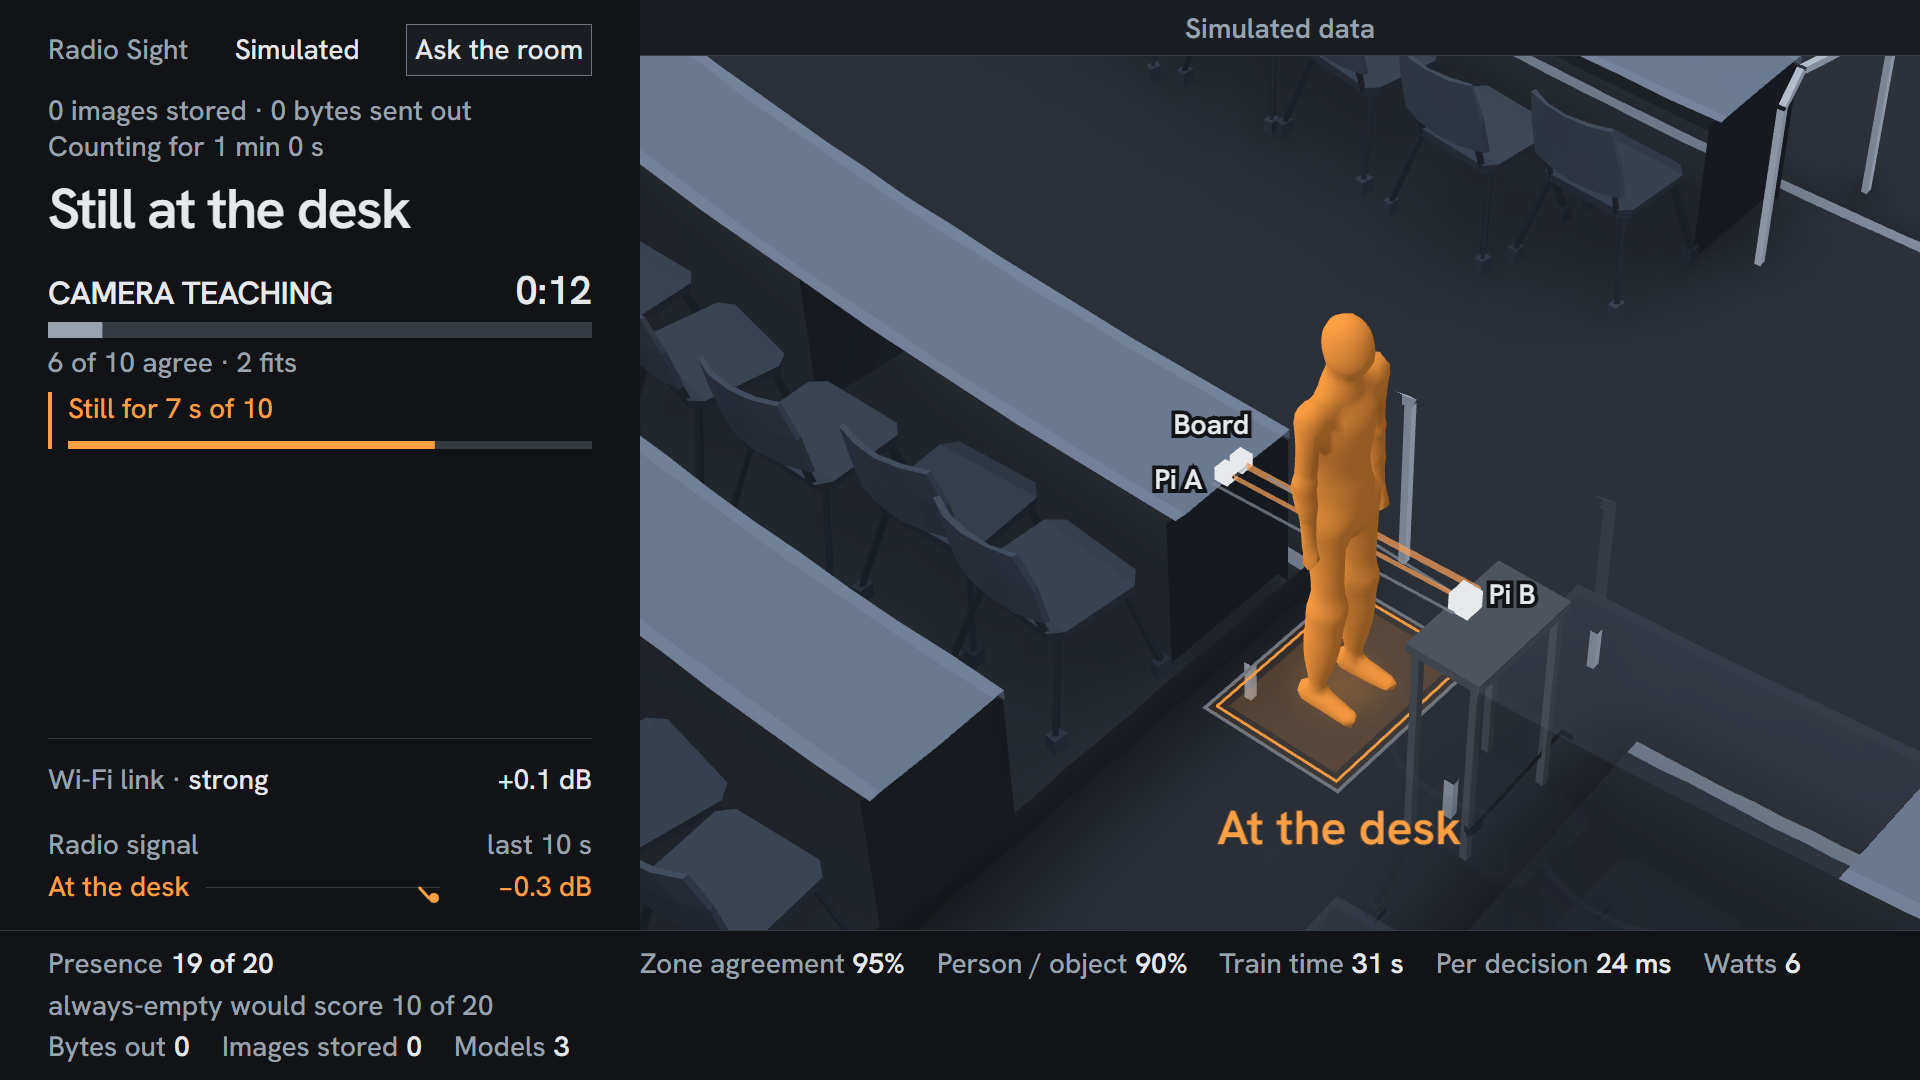 Radio Sight Simulated Ask the room
0 images stored · 0 bytes sent out
Counting for 1 min 0 s
Still at the desk
CAMERA TEACHING 0:12
6 of 10 agree · 2 fits
Still for 7 s of 10
Wi-Fi link · strong +0.1 dB
Radio signal last 10 s
At the desk −0.3 dB
Simulated data
Board
Pi A
Pi B
At the desk
Presence 19 of 20
always-empty would score 10 of 20
Bytes out 0 Images stored 0 Models 3
Zone agreement 95% Person / object 90% Train time 31 s Per decision 24 ms Watts 6